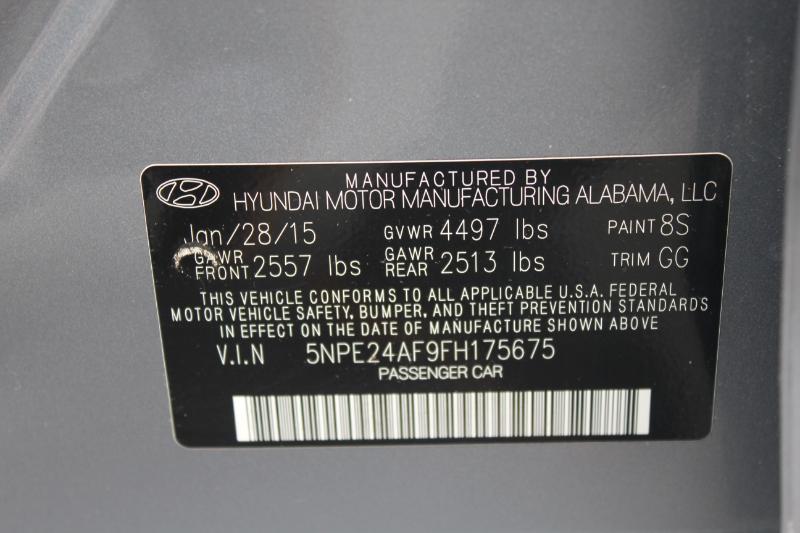 MANUFACTURED BY
HYUNDAI MOTOR MANUFACTURING ALABAMA, LLC
Jan/28/15 GVWR 4497 lbs PAINT 8S
GAWR FRONT 2557 lbs GAWR REAR 2513 lbs TRIM GG
THIS VEHICLE CONFORMS TO ALL APPLICABLE U.S.A. FEDERAL
MOTOR VEHICLE SAFETY, BUMPER, AND THEFT PREVENTION STANDARDS
IN EFFECT ON THE DATE OF MANUFACTURE SHOWN ABOVE
V.I.N 5NPE24AF9FH175675
PASSENGER CAR